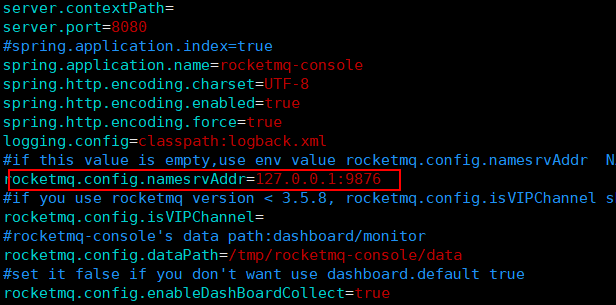 server.contextPath=
server.port=8080
#spring.application.index=true
spring.application.name=rocketmq-console
spring.http.encoding.charset=UTF-8
spring.http.encoding.enabled=true
spring.http.encoding.force=true
logging.config=classpath:logback.xml
#if this value is empty,use env value rocketmq.config.namesrvAddr  N
rocketmq.config.namesrvAddr=127.0.0.1:9876
#if you use rocketmq version < 3.5.8, rocketmq.config.isVIPChannel s
rocketmq.config.isVIPChannel=
#rocketmq-console's data path:dashboard/monitor
rocketmq.config.dataPath=/tmp/rocketmq-console/data
#set it false if you don't want use dashboard.default true
rocketmq.config.enableDashBoardCollect=true